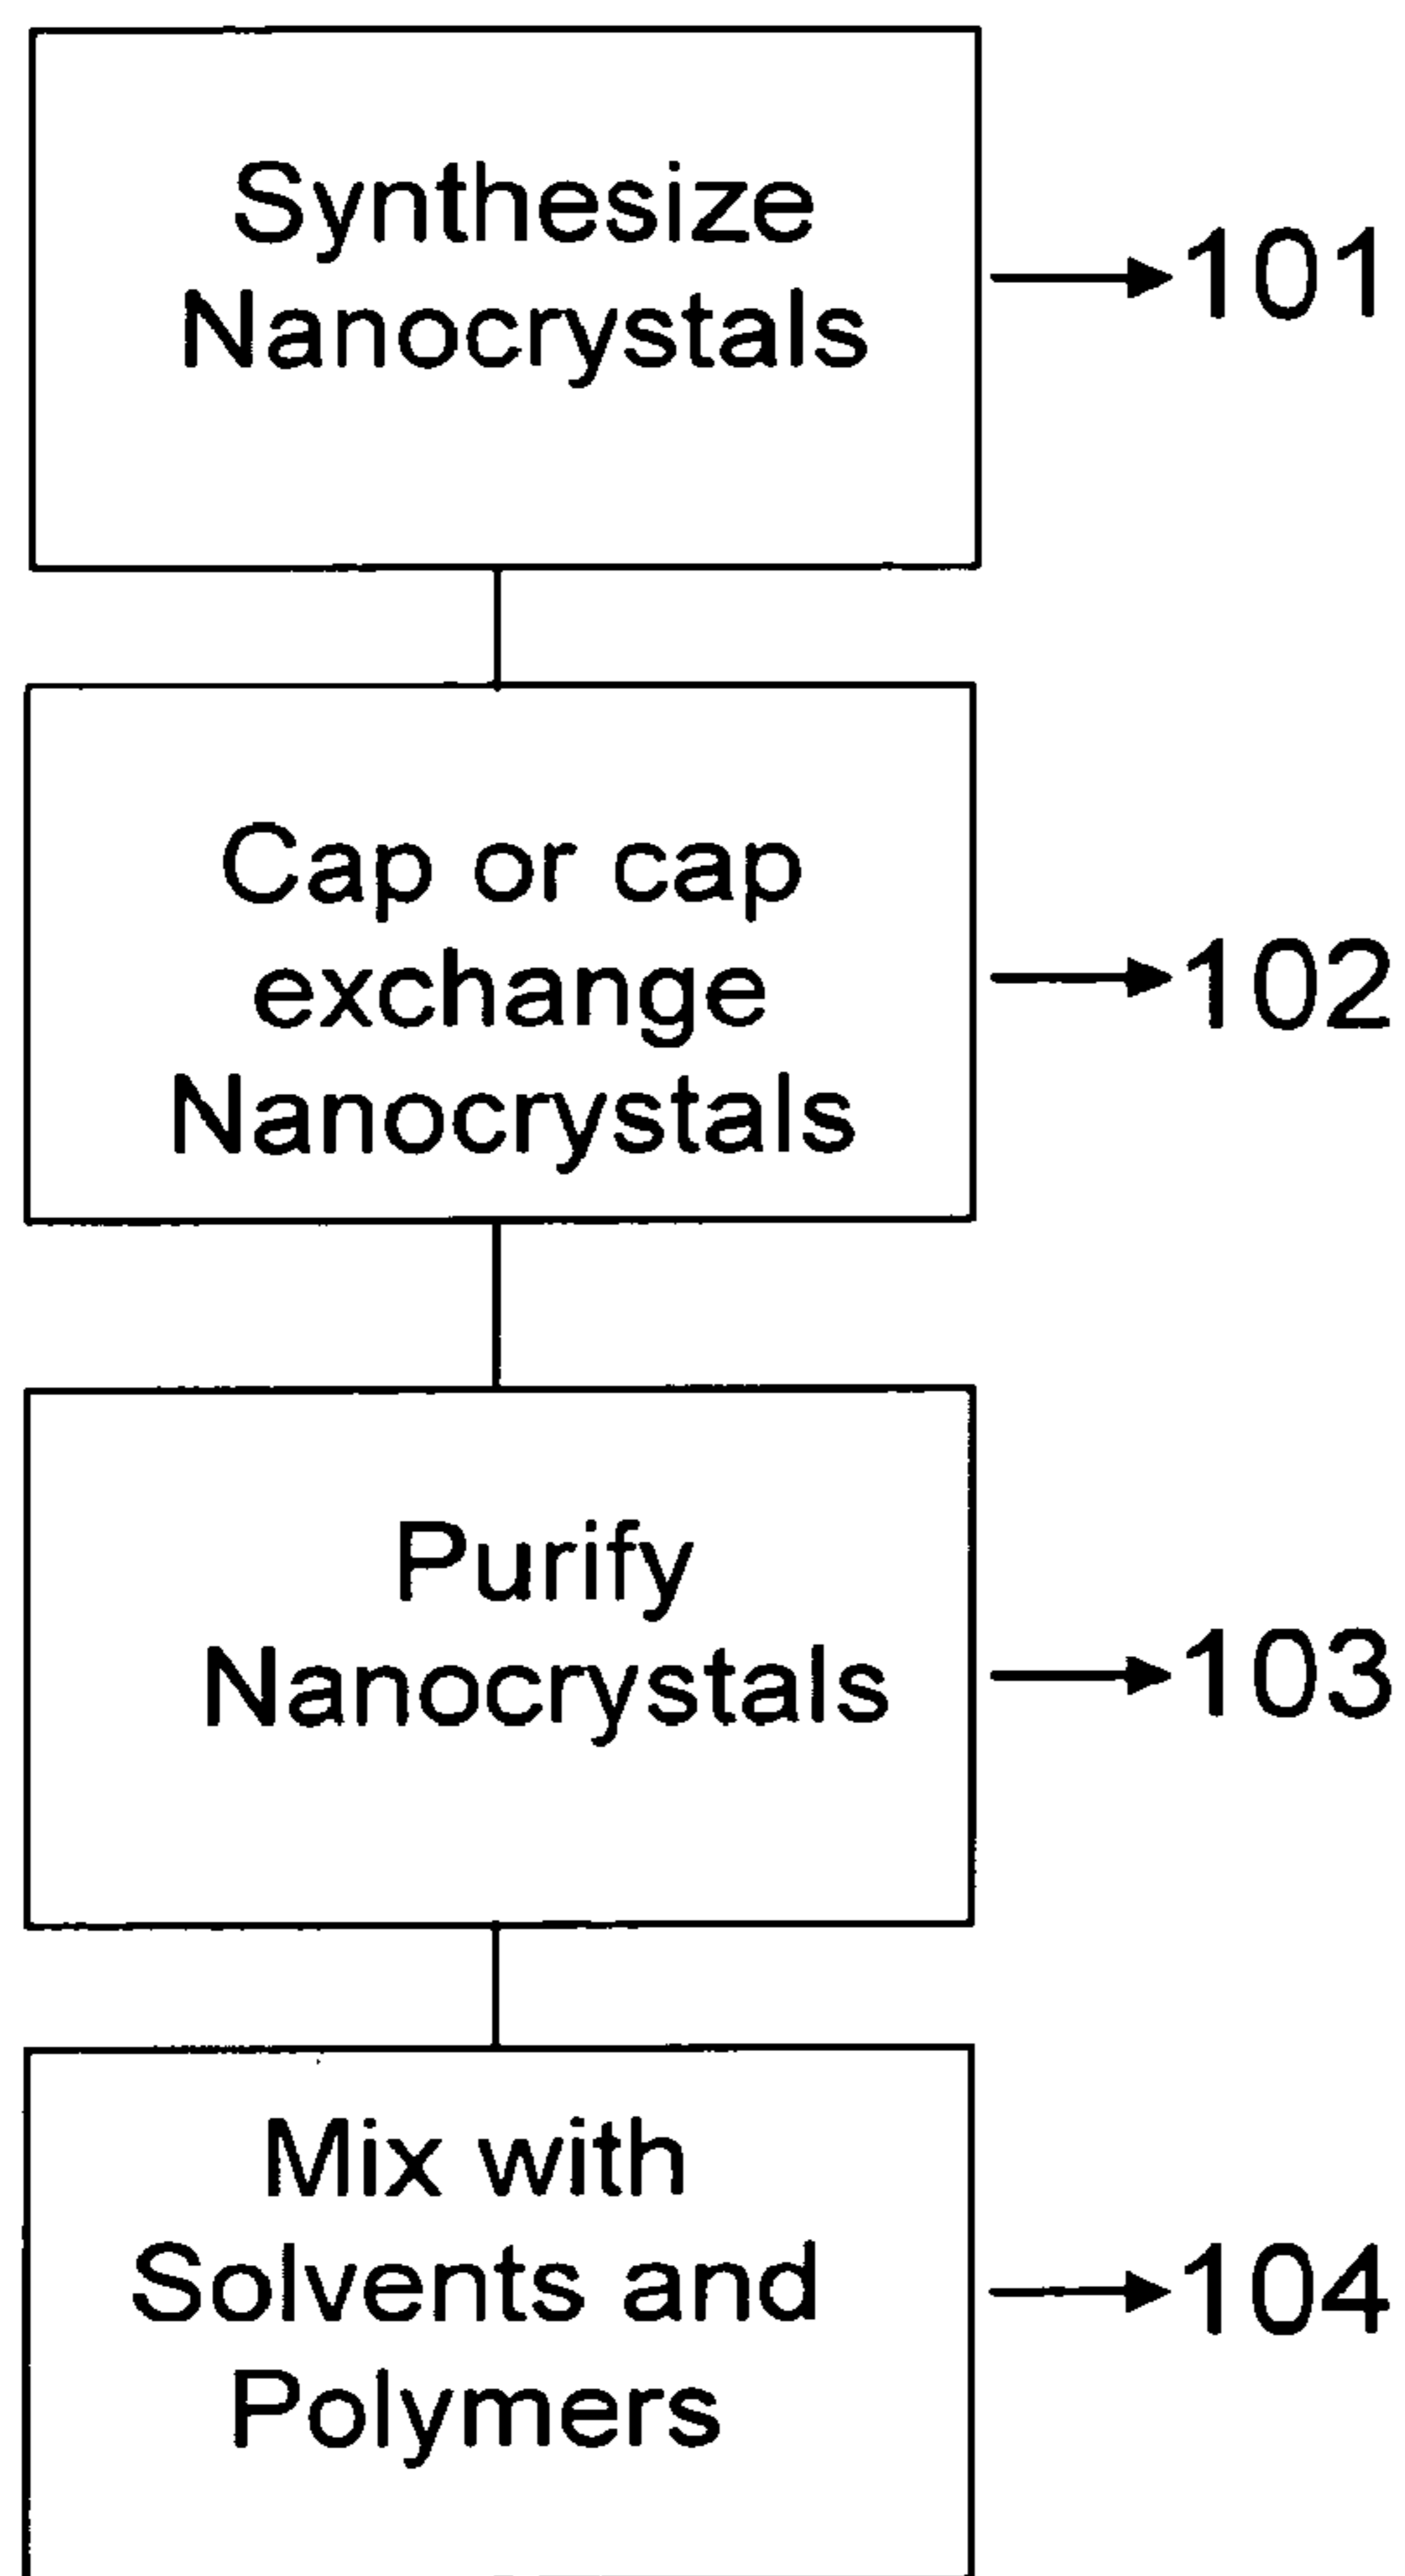 Synthesize
Nanocrystals
101
Cap or cap
exchange
Nanocrystals
102
Purify
Nanocrystals
103
Mix with
Solvents and
Polymers
104